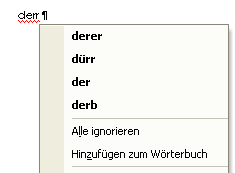 derr ¶
derer
dürr
der
derb
Alle ignorieren
Hinzufügen zum Wörterbuch